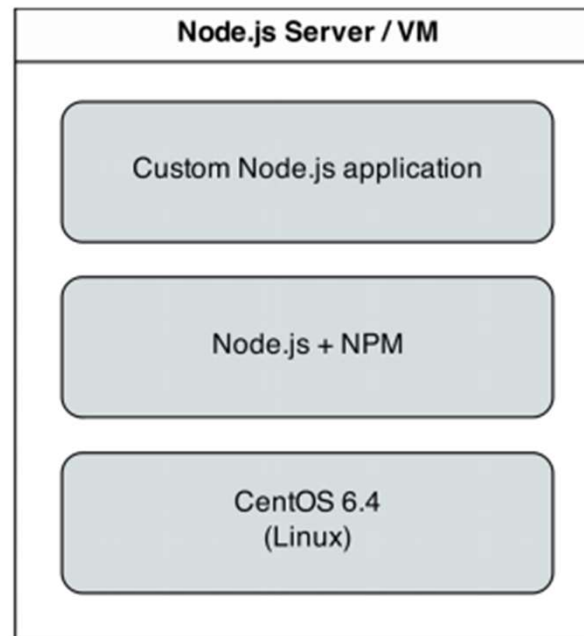 Node.js Server / VM
Custom Node.js application
Node.js + NPM
CentOS 6.4
(Linux)